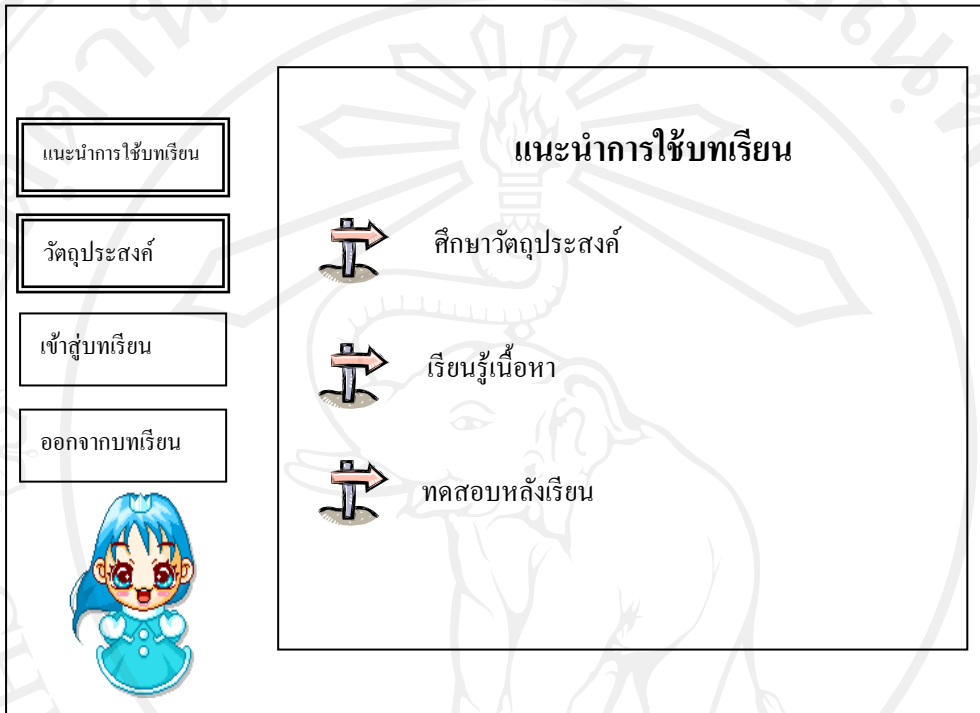 แนะนำการใช้บทเรียน
วัตถุประสงค์
เข้าสู่บทเรียน
ออกจากบทเรียน
แนะนำการใช้บทเรียน
ศึกษาวัตถุประสงค์
เรียนรู้เนื้อหา
ทดสอบหลังเรียน